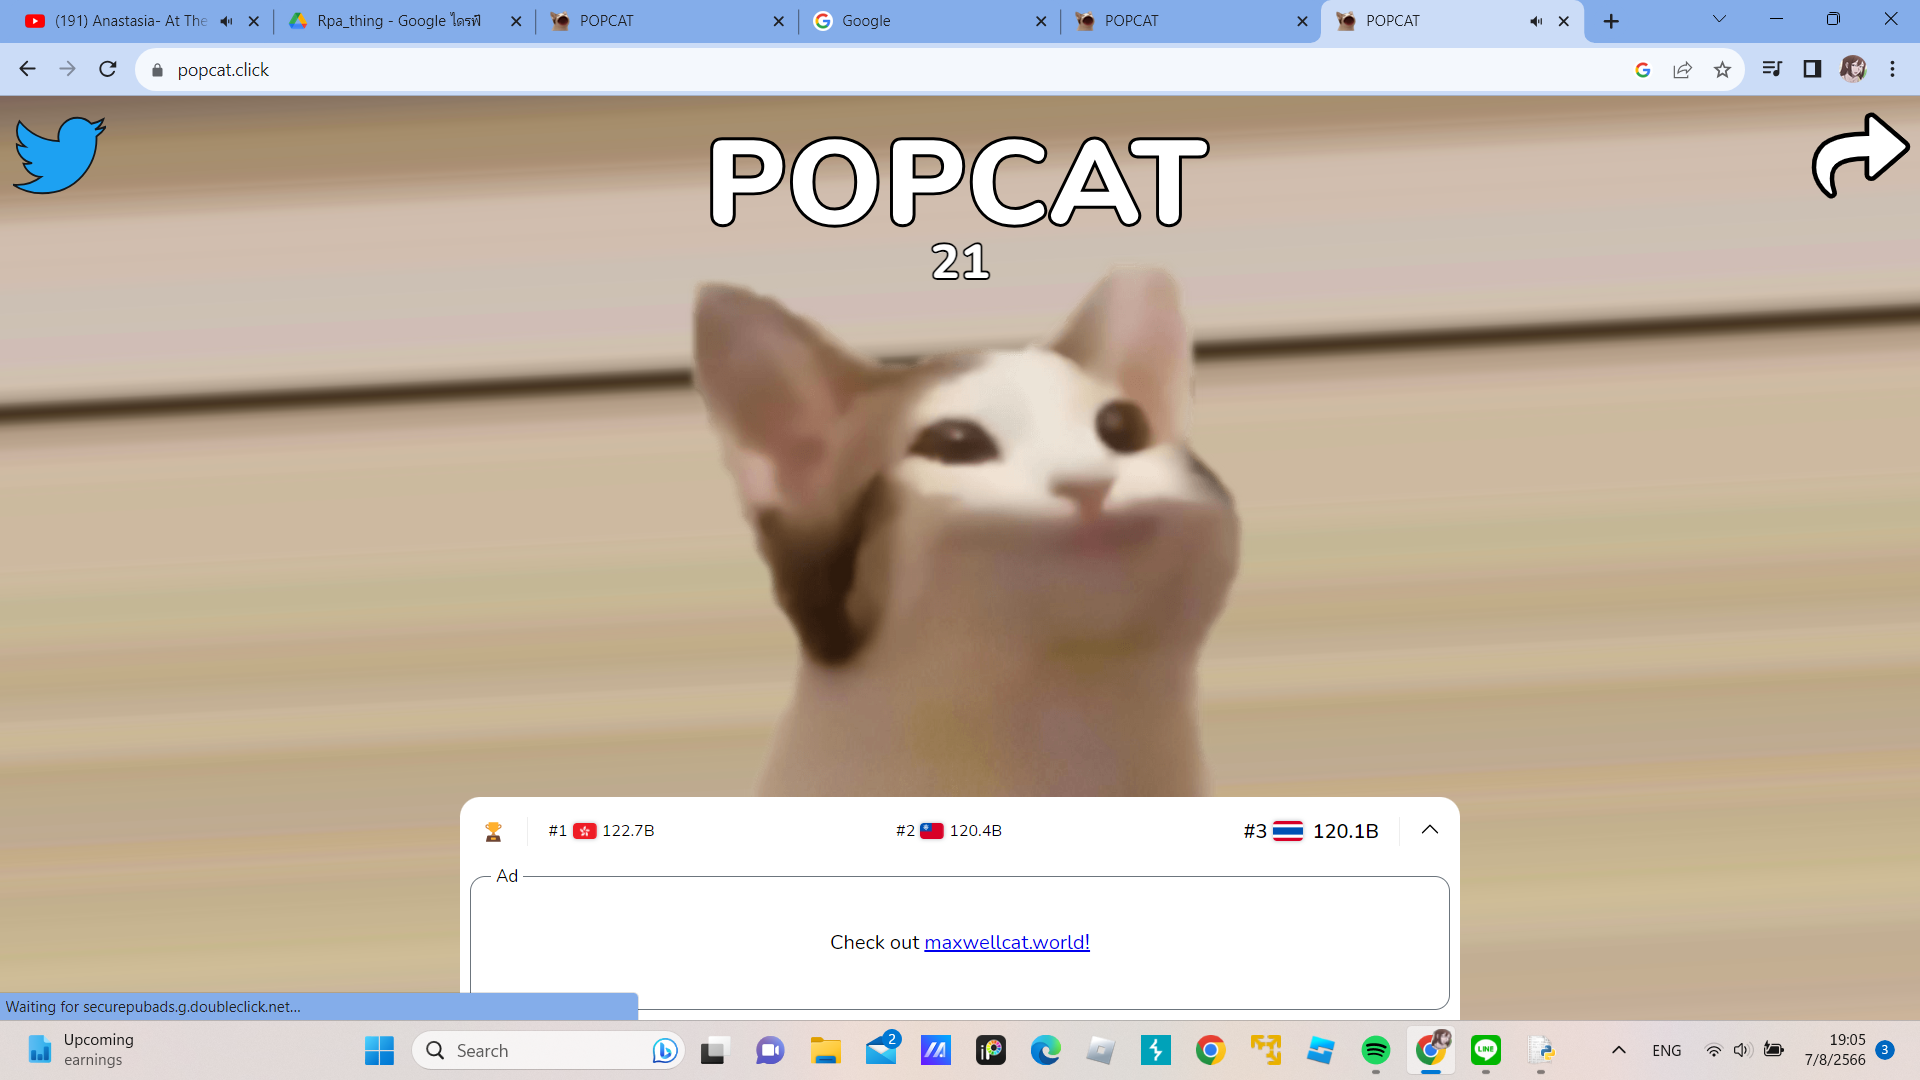 (191) Anastasia- At The
Rpa_thing - Google ไดรฟ์
POPCAT
Google
POPCAT
POPCAT
popcat.click
POPCAT
21
#1 122.7B
#2 120.4B
#3 120.1B
Ad
Check out maxwellcat.world!
Waiting for securepubads.g.doubleclick.net...
Upcoming
earnings
Search
2
LINE
ENG
19:05
7/8/2566
3